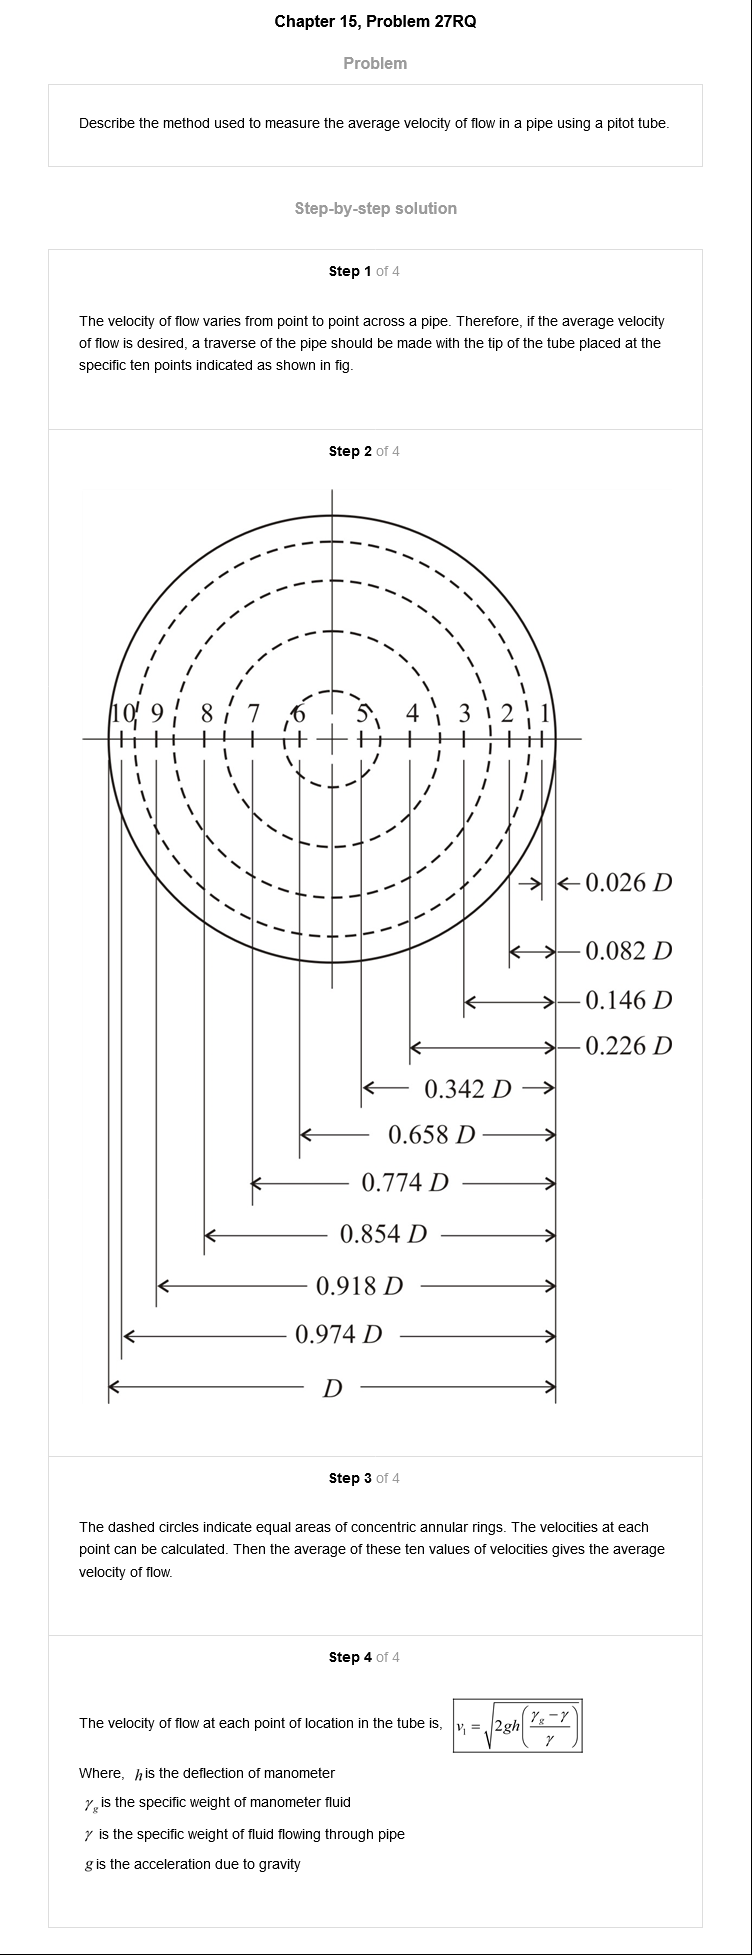 Chapter 15, Problem 27RQ
Problem
Describe the method used to measure the average velocity of flow in a pipe using a pitot tube.
Step-by-step solution
Step 1 of 4
The velocity of flow varies from point to point across a pipe. Therefore, if the average velocity
of flow is desired, a traverse of the pipe should be made with the tip of the tube placed at the
specific ten points indicated as shown in fig.
Step 2 of 4
10 9 8 7 6 5 4 3 2 1
0.026 D
0.082 D
0.146 D
0.226 D
0.342 D
0.658 D
0.774 D
0.854 D
0.918 D
0.974 D
D
Step 3 of 4
The dashed circles indicate equal areas of concentric annular rings. The velocities at each
point can be calculated. Then the average of these ten values of velocities gives the average
velocity of flow.
Step 4 of 4
The velocity of flow at each point of location in the tube is, v₁ = √(2gh((γg − γ)/γ))
Where, h is the deflection of manometer
γg is the specific weight of manometer fluid
γ is the specific weight of fluid flowing through pipe
g is the acceleration due to gravity